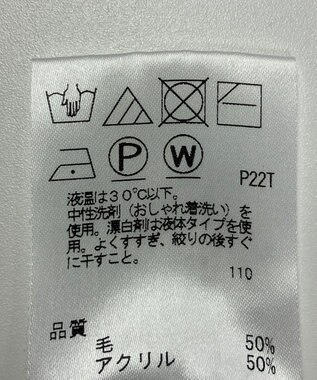 P W P22T
液温は30℃以下。
中性洗剤(おしゃれ着洗い)を
使用。漂白剤は液体タイプを使
用。よくすすぎ、絞りの後すぐ
に干すこと。
110
品質
毛 50%
アクリル 50%